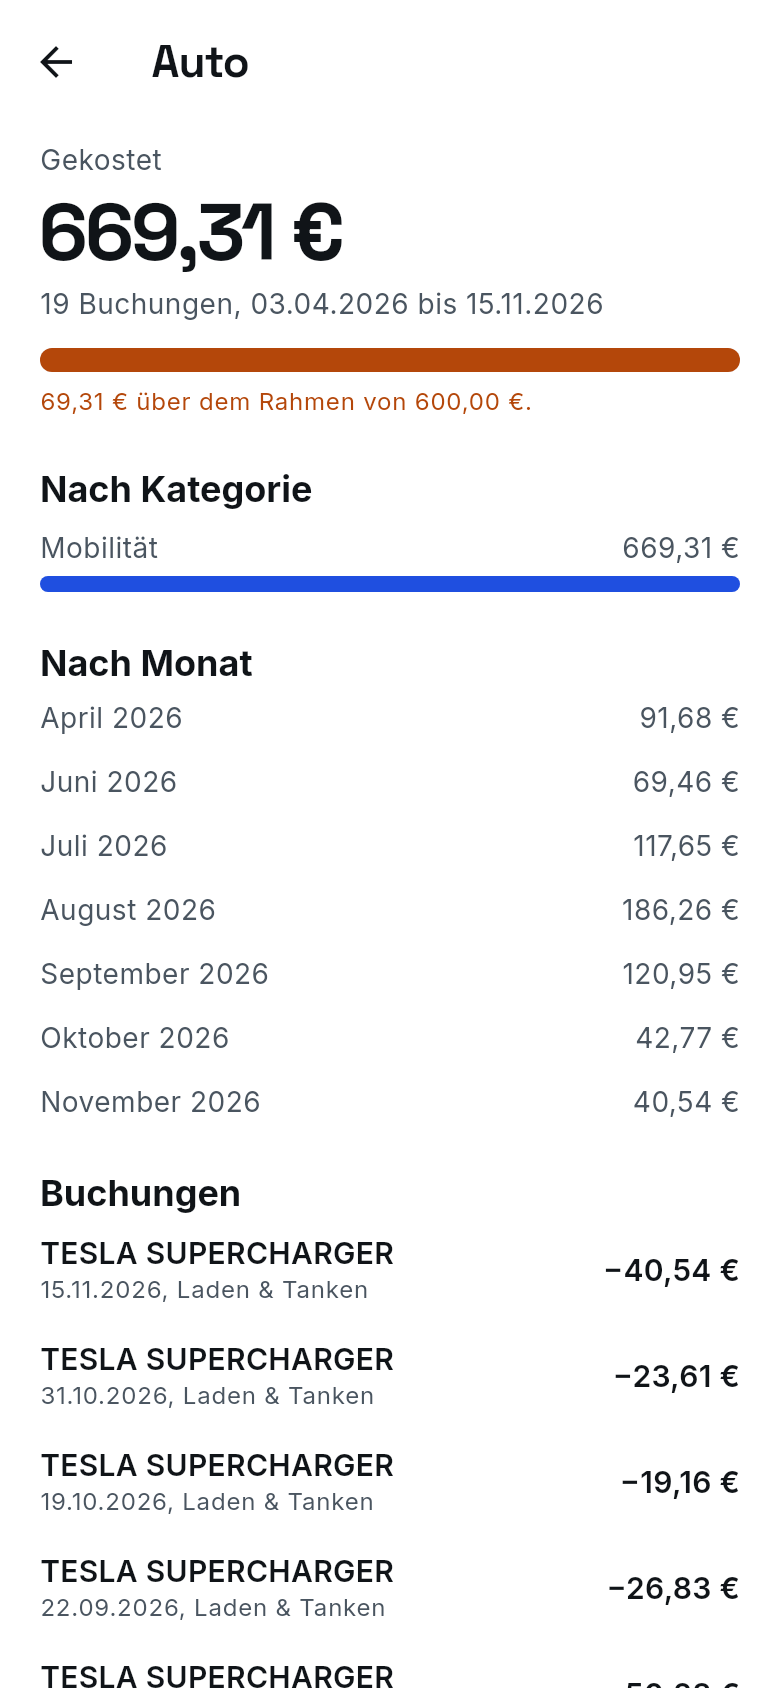 Auto
Gekostet
669,31 €
19 Buchungen, 03.04.2026 bis 15.11.2026
69,31 € über dem Rahmen von 600,00 €.
Nach Kategorie
Mobilität 669,31 €
Nach Monat
April 2026 91,68 €
Juni 2026 69,46 €
Juli 2026 117,65 €
August 2026 186,26 €
September 2026 120,95 €
Oktober 2026 42,77 €
November 2026 40,54 €
Buchungen
TESLA SUPERCHARGER
15.11.2026, Laden & Tanken −40,54 €
TESLA SUPERCHARGER
31.10.2026, Laden & Tanken −23,61 €
TESLA SUPERCHARGER
19.10.2026, Laden & Tanken −19,16 €
TESLA SUPERCHARGER
22.09.2026, Laden & Tanken −26,83 €
TESLA SUPERCHARGER